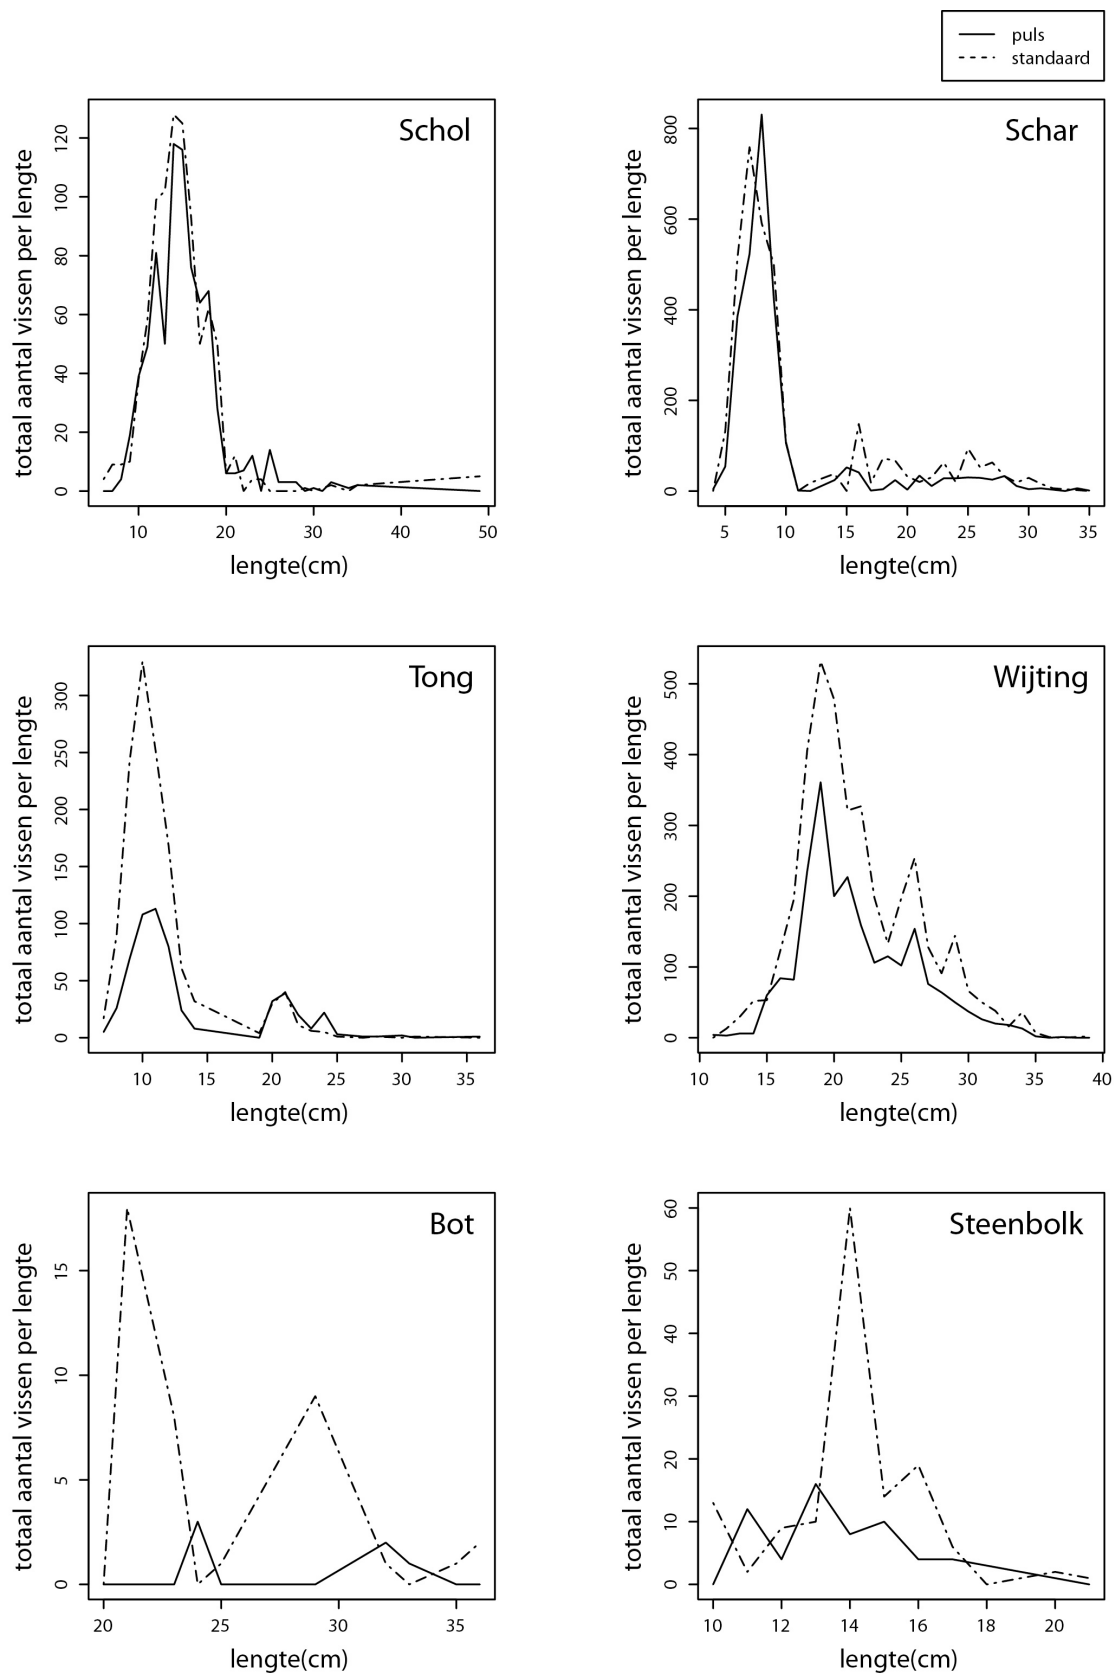 puls
standaard
Schol
totaal aantal vissen per lengte
0 20 40 60 80 100 120
10 20 30 40 50
lengte(cm)
Schar
totaal aantal vissen per lengte
0 200 400 600 800
5 10 15 20 25 30 35
lengte(cm)
Tong
totaal aantal vissen per lengte
0 50 100 150 200 250 300
10 15 20 25 30 35
lengte(cm)
Wijting
totaal aantal vissen per lengte
0 100 200 300 400 500
10 15 20 25 30 35 40
lengte(cm)
Bot
totaal aantal vissen per lengte
0 5 10 15
20 25 30 35
lengte(cm)
Steenbolk
totaal aantal vissen per lengte
0 10 20 30 40 50 60
10 12 14 16 18 20
lengte(cm)